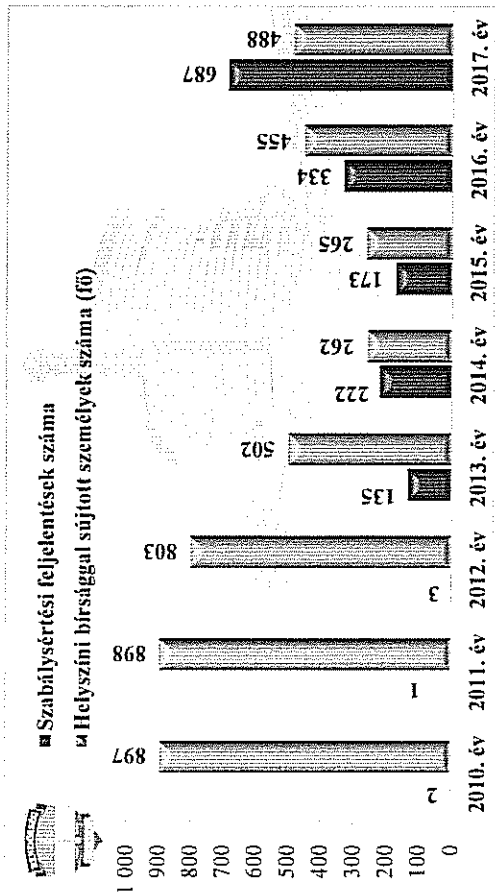 ■ Szabálysértési feljelentések száma
Helyszíni bírsággal sújtott személyek száma (fő)
1 000
900
800
700
600
500
400
300
200
100
0
2
897
1
898
3
803
135
502
222
262
173
265
334
455
687
488
2010. év
2011. év
2012. év
2013. év
2014. év
2015. év
2016. év
2017. év